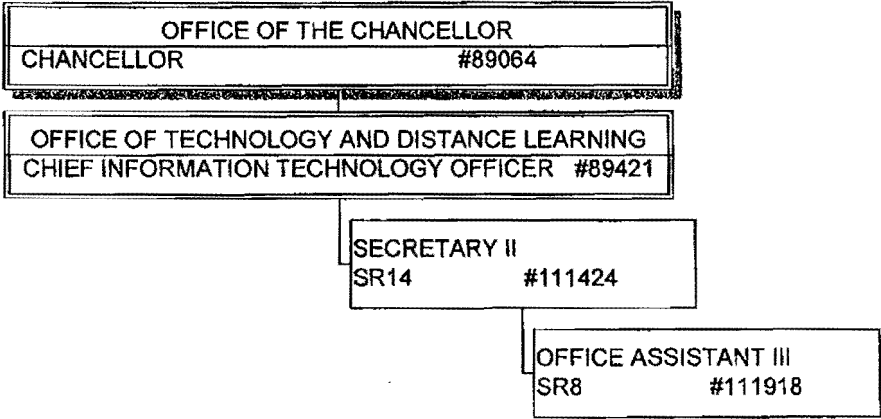 OFFICE OF THE CHANCELLOR
CHANCELLOR #89064
OFFICE OF TECHNOLOGY AND DISTANCE LEARNING
CHIEF INFORMATION TECHNOLOGY OFFICER #89421
SECRETARY II
SR14 #111424
OFFICE ASSISTANT III
SR8 #111918